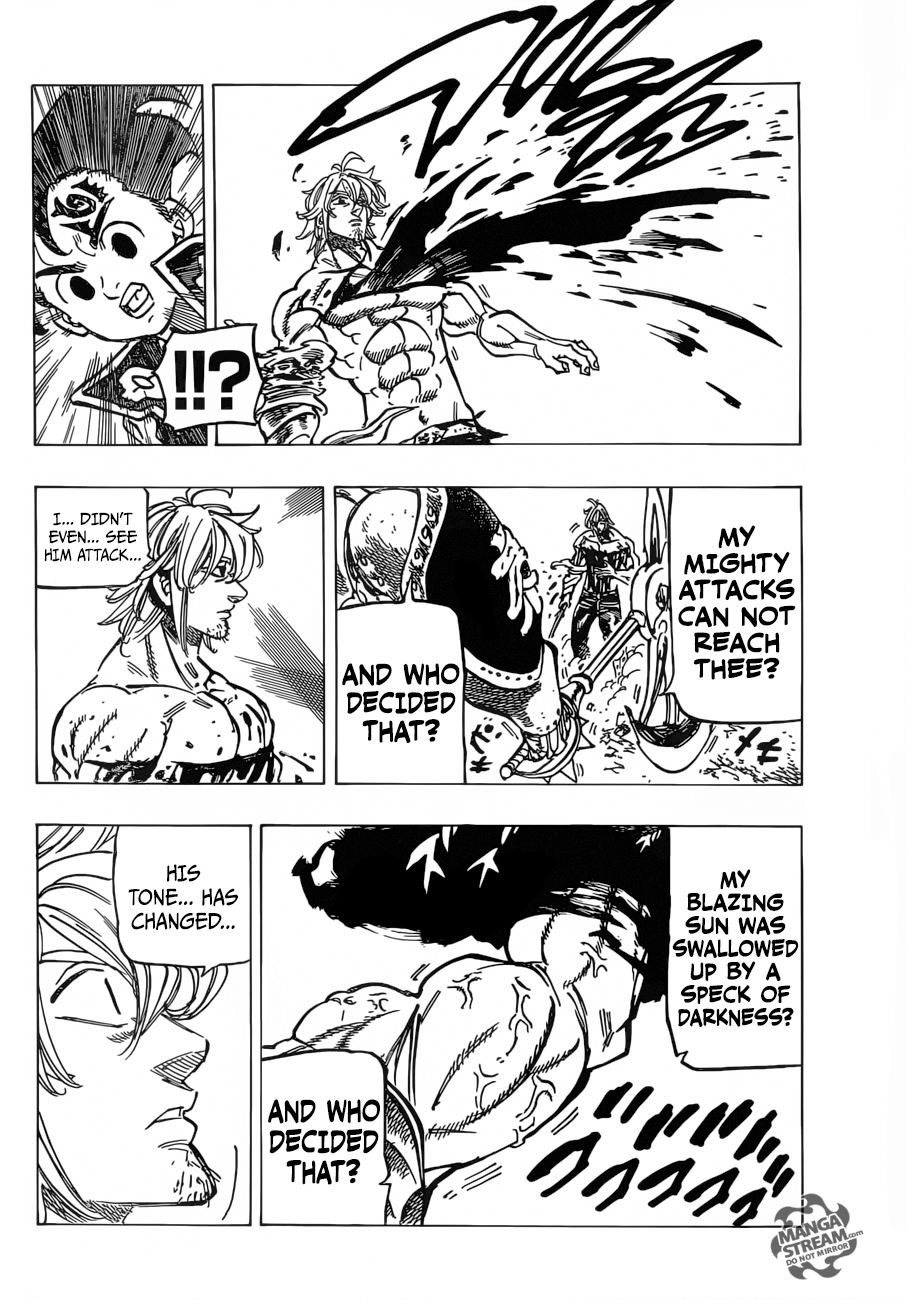 !!?
MY
MIGHTY
ATTACKS
CAN NOT
REACH
THEE?
AND WHO
DECIDED
THAT?
I... DIDN'T
EVEN... SEE
HIM ATTACK...
MY
BLAZING
SUN WAS
SWALLOWED
UP BY A
SPECK OF
DARKNESS?
AND WHO
DECIDED
THAT?
HIS
TONE... HAS
CHANGED...
MANGA
STREAM.com
DO NOT MIRROR